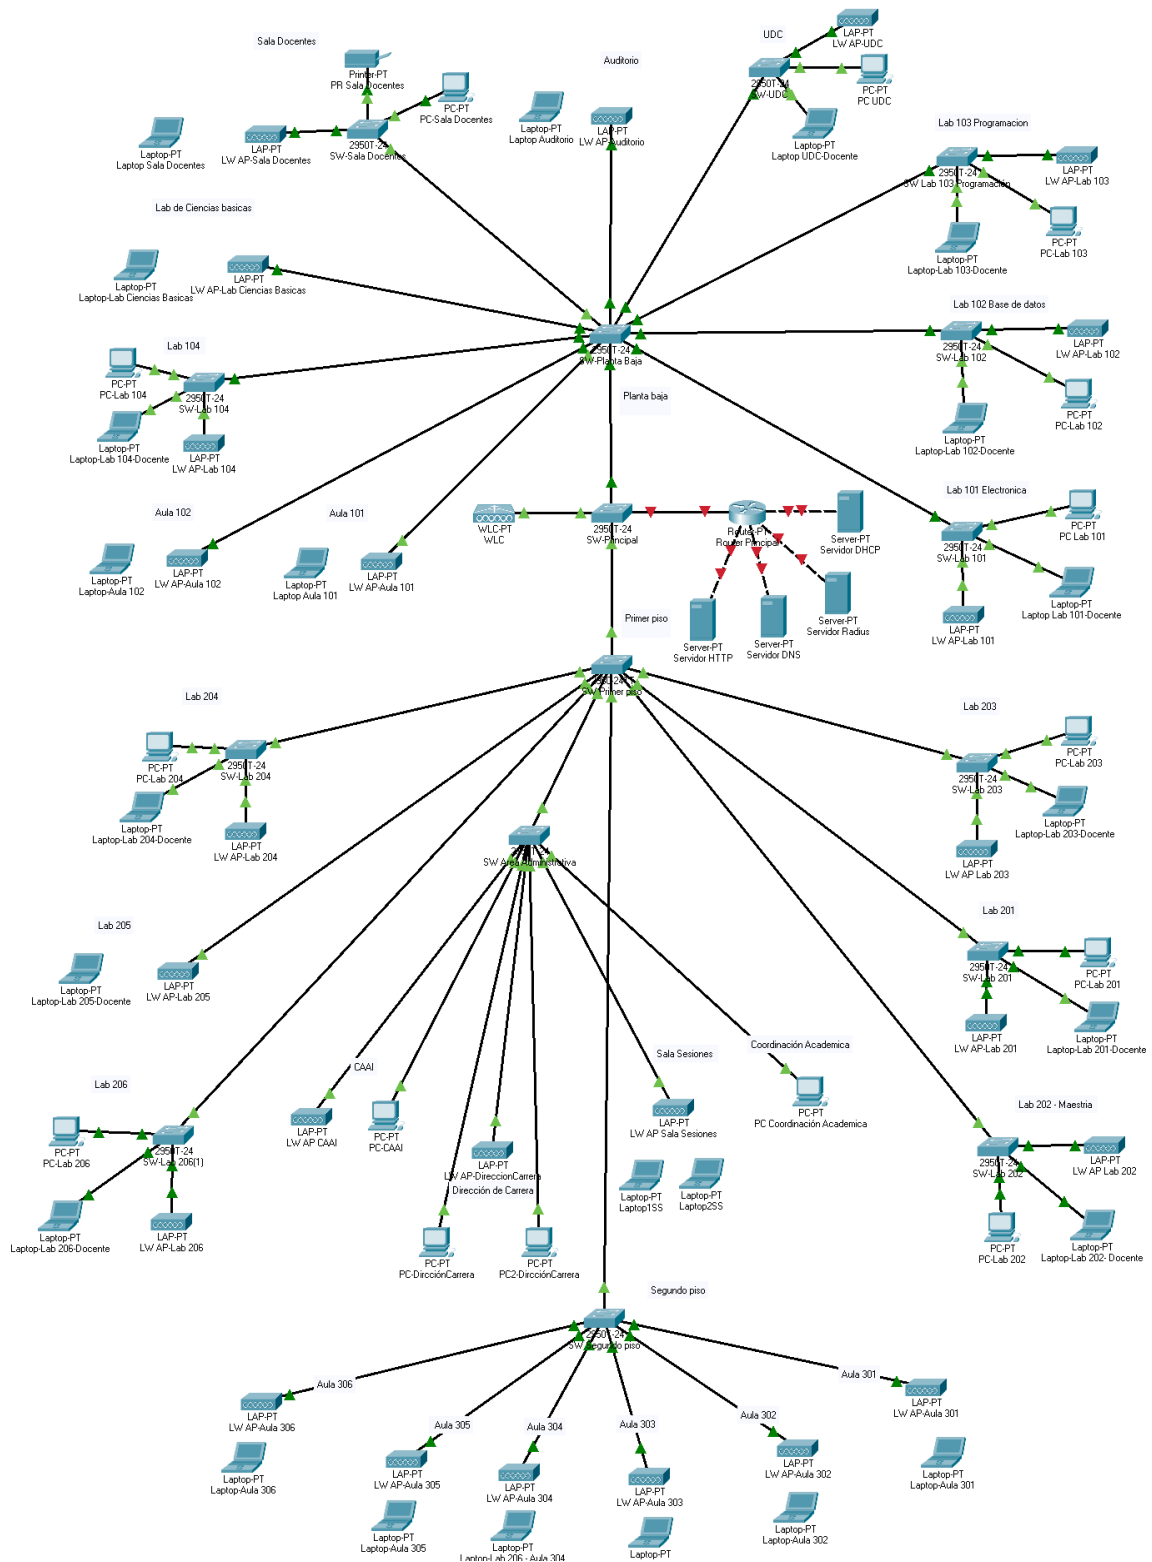 Sala Docentes
Printer-PT
PR Sala Docentes
PC-PT
PC-Sala Docentes
Laptop-PT
Laptop Sala Docentes
LAP-PT
LW AP-Sala Docentes
2950T-24
SW-Sala Docentes
Auditorio
Laptop-PT
Laptop Auditorio
LAP-PT
LW AP-Auditorio
UDC
LAP-PT
LW AP-UDC
2950T-24
SW-UDC
PC-PT
PC UDC
Laptop-PT
Laptop UDC-Docente
Lab 103 Programacion
2950T-24
SW Lab 103 Programación
LAP-PT
LW AP-Lab 103
PC-PT
PC-Lab 103
Laptop-PT
Laptop-Lab 103-Docente
Lab de Ciencias basicas
Laptop-PT
Laptop-Lab Ciencias Basicas
LAP-PT
LW AP-Lab Ciencias Basicas
2950T-24
SW-Planta Baja
Lab 102 Base de datos
2950T-24
SW-Lab 102
LAP-PT
LW AP-Lab 102
PC-PT
PC-Lab 102
Laptop-PT
Laptop-Lab 102-Docente
Lab 104
PC-PT
PC-Lab 104
2950T-24
SW-Lab 104
Laptop-PT
Laptop-Lab 104-Docente
LAP-PT
LW AP-Lab 104
Planta baja
Aula 102
Laptop-PT
Laptop-Aula 102
LAP-PT
LW AP-Aula 102
Aula 101
Laptop-PT
Laptop Aula 101
LAP-PT
LW AP-Aula 101
WLC-PT
WLC
2950T-24
SW-Principal
Router-PT
Router Principal
Server-PT
Servidor DHCP
Server-PT
Servidor Radius
Server-PT
Servidor DNS
Server-PT
Servidor HTTP
Lab 101 Electronica
PC-PT
PC Lab 101
2950T-24
SW-Lab 101
Laptop-PT
Laptop Lab 101-Docente
LAP-PT
LW AP-Lab 101
Primer piso
SW Primer piso
Lab 204
PC-PT
PC-Lab 204
2950T-24
SW-Lab 204
Laptop-PT
Laptop-Lab 204-Docente
LAP-PT
LW AP-Lab 204
Lab 203
PC-PT
PC-Lab 203
2950T-24
SW-Lab 203
Laptop-PT
Laptop-Lab 203-Docente
LAP-PT
LW AP Lab 203
SW Area Administrativa
Lab 205
Laptop-PT
Laptop-Lab 205-Docente
LAP-PT
LW AP-Lab 205
Lab 201
PC-PT
PC-Lab 201
2950T-24
SW-Lab 201
LAP-PT
LW AP-Lab 201
Laptop-PT
Laptop-Lab 201-Docente
Lab 206
PC-PT
PC-Lab 206
2950T-24
SW-Lab 206(1)
Laptop-PT
Laptop-Lab 206-Docente
LAP-PT
LW AP-Lab 206
CAAI
LAP-PT
LW AP CAAI
PC-PT
PC-CAAI
LAP-PT
LW AP-DireccionCarrera
Dirección de Carrera
PC-PT
PC-DircciónCarrera
PC-PT
PC2-DircciónCarrera
Sala Sesiones
LAP-PT
LW AP Sala Sesiones
Laptop-PT
Laptop1SS
Laptop-PT
Laptop2SS
Coordinación Academica
PC-PT
PC Coordinación Academica
Lab 202 - Maestria
2950T-24
SW-Lab 202
LAP-PT
LW AP Lab 202
PC-PT
PC-Lab 202
Laptop-PT
Laptop-Lab 202- Docente
Segundo piso
2950T-24
SW Segundo piso
Aula 306
LAP-PT
LW AP-Aula 306
Laptop-PT
Laptop-Aula 306
Aula 305
LAP-PT
LW AP-Aula 305
Laptop-PT
Laptop-Aula 305
Aula 304
LAP-PT
LW AP-Aula 304
Laptop-PT
Laptop-Lab 206 - Aula 304
Aula 303
LAP-PT
LW AP-Aula 303
Laptop-PT
Aula 302
LAP-PT
LW AP-Aula 302
Laptop-PT
Laptop-Aula 302
Aula 301
LAP-PT
LW AP-Aula 301
Laptop-PT
Laptop-Aula 301